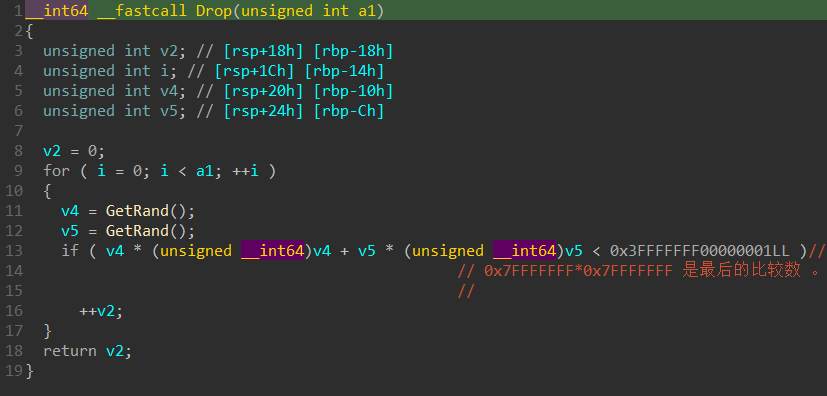 1 __int64 __fastcall Drop(unsigned int a1)
2 {
3 unsigned int v2; // [rsp+18h] [rbp-18h]
4 unsigned int i; // [rsp+1Ch] [rbp-14h]
5 unsigned int v4; // [rsp+20h] [rbp-10h]
6 unsigned int v5; // [rsp+24h] [rbp-Ch]
7
8 v2 = 0;
9 for ( i = 0; i < a1; ++i )
10 {
11 v4 = GetRand();
12 v5 = GetRand();
13 if ( v4 * (unsigned __int64)v4 + v5 * (unsigned __int64)v5 < 0x3FFFFFFF00000001LL )//
14 // 0x7FFFFFFF*0x7FFFFFFF 是最后的比较数 。
15 //
16 ++v2;
17 }
18 return v2;
19 }